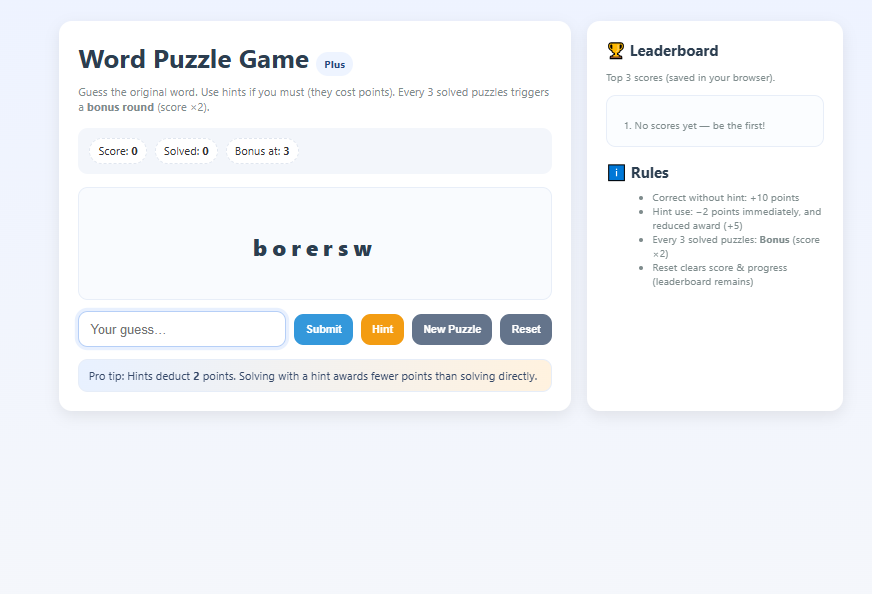 Word Puzzle Game Plus
Guess the original word. Use hints if you must (they cost points). Every 3 solved puzzles triggers
a bonus round (score ×2).
Score: 0 Solved: 0 Bonus at: 3
borersw
Your guess…
Submit Hint New Puzzle Reset
Pro tip: Hints deduct 2 points. Solving with a hint awards fewer points than solving directly.
🏆 Leaderboard
Top 3 scores (saved in your browser).
1. No scores yet — be the first!
ℹ️ Rules
• Correct without hint: +10 points
• Hint use: −2 points immediately, and
reduced award (+5)
• Every 3 solved puzzles: Bonus (score
×2)
• Reset clears score & progress
(leaderboard remains)